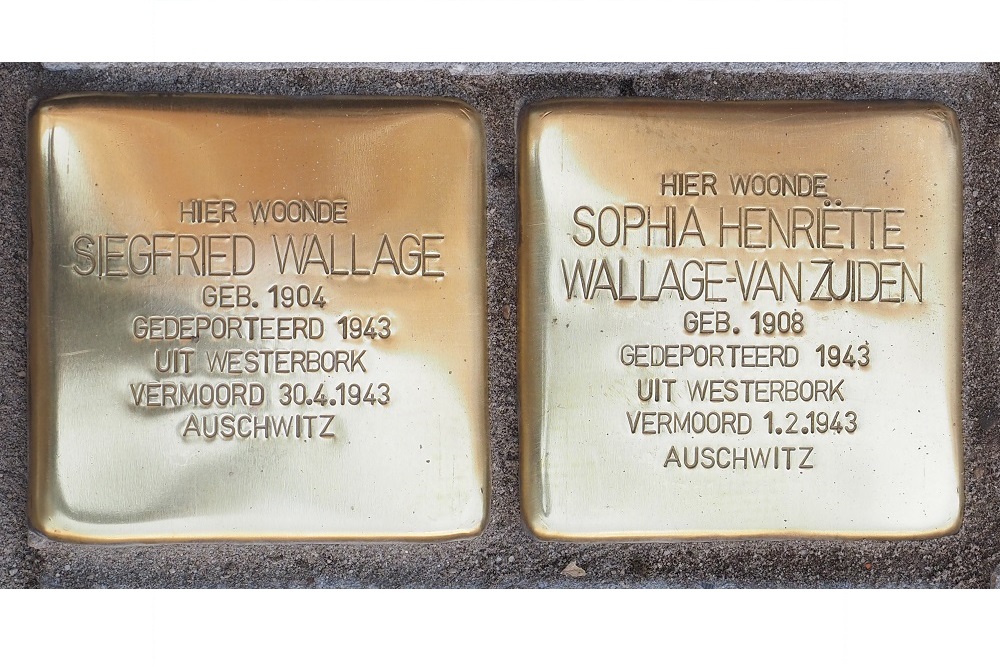 HIER WOONDE
SIEGFRIED WALLAGE
GEB. 1904
GEDEPORTEERD 1943
UIT WESTERBORK
VERMOORD 30.4.1943
AUSCHWITZ
HIER WOONDE
SOPHIA HENRIËTTE
WALLAGE-VAN ZUIDEN
GEB. 1908
GEDEPORTEERD 1943
UIT WESTERBORK
VERMOORD 1.2.1943
AUSCHWITZ